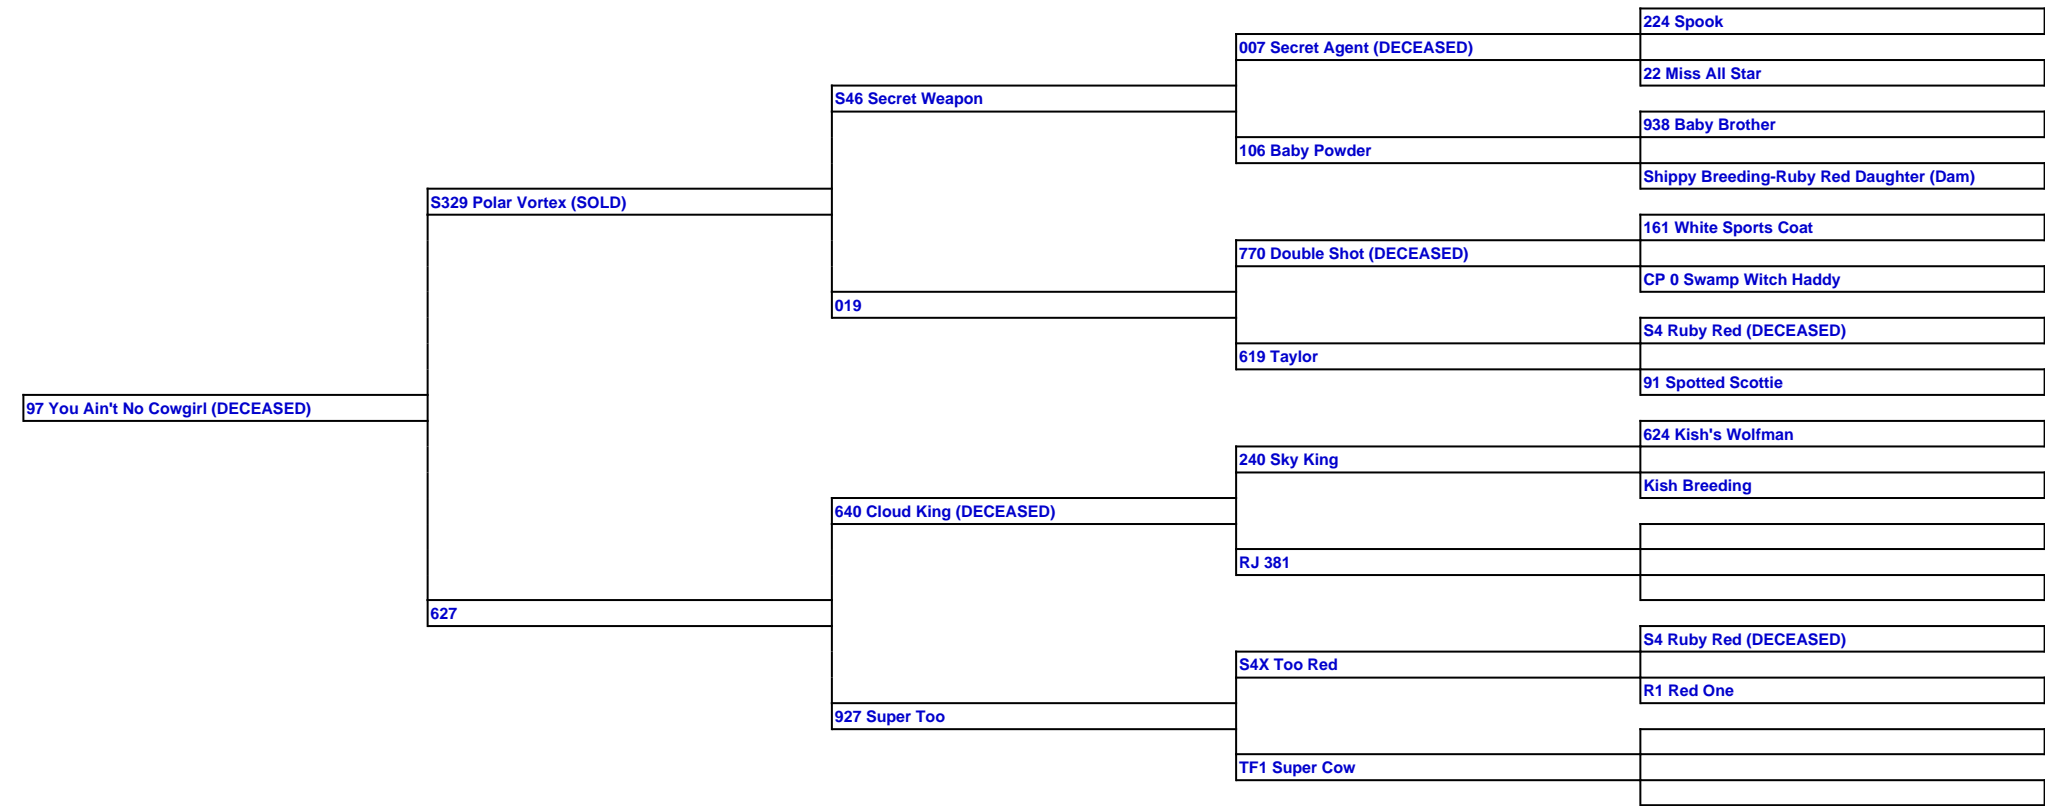 224 Spook
007 Secret Agent (DECEASED)
22 Miss All Star
S46 Secret Weapon
938 Baby Brother
106 Baby Powder
Shippy Breeding-Ruby Red Daughter (Dam)
S329 Polar Vortex (SOLD)
161 White Sports Coat
770 Double Shot (DECEASED)
CP 0 Swamp Witch Haddy
019
S4 Ruby Red (DECEASED)
619 Taylor
91 Spotted Scottie
97 You Ain't No Cowgirl (DECEASED)
624 Kish's Wolfman
240 Sky King
Kish Breeding
640 Cloud King (DECEASED)
RJ 381
627
S4 Ruby Red (DECEASED)
S4X Too Red
R1 Red One
927 Super Too
TF1 Super Cow